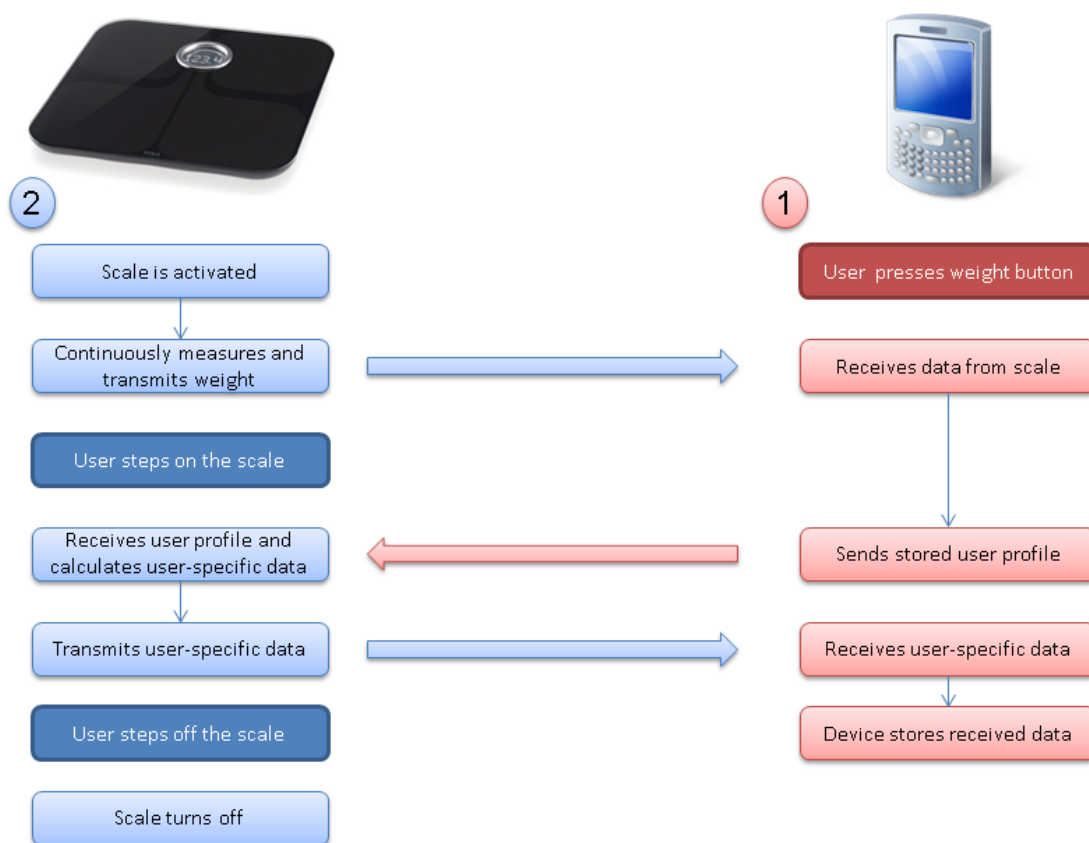 123.4
2
1
Scale is activated
User presses weight button
Continuously measures and
transmits weight
Receives data from scale
User steps on the scale
Receives user profile and
calculates user-specific data
Sends stored user profile
Transmits user-specific data
Receives user-specific data
User steps off the scale
Device stores received data
Scale turns off